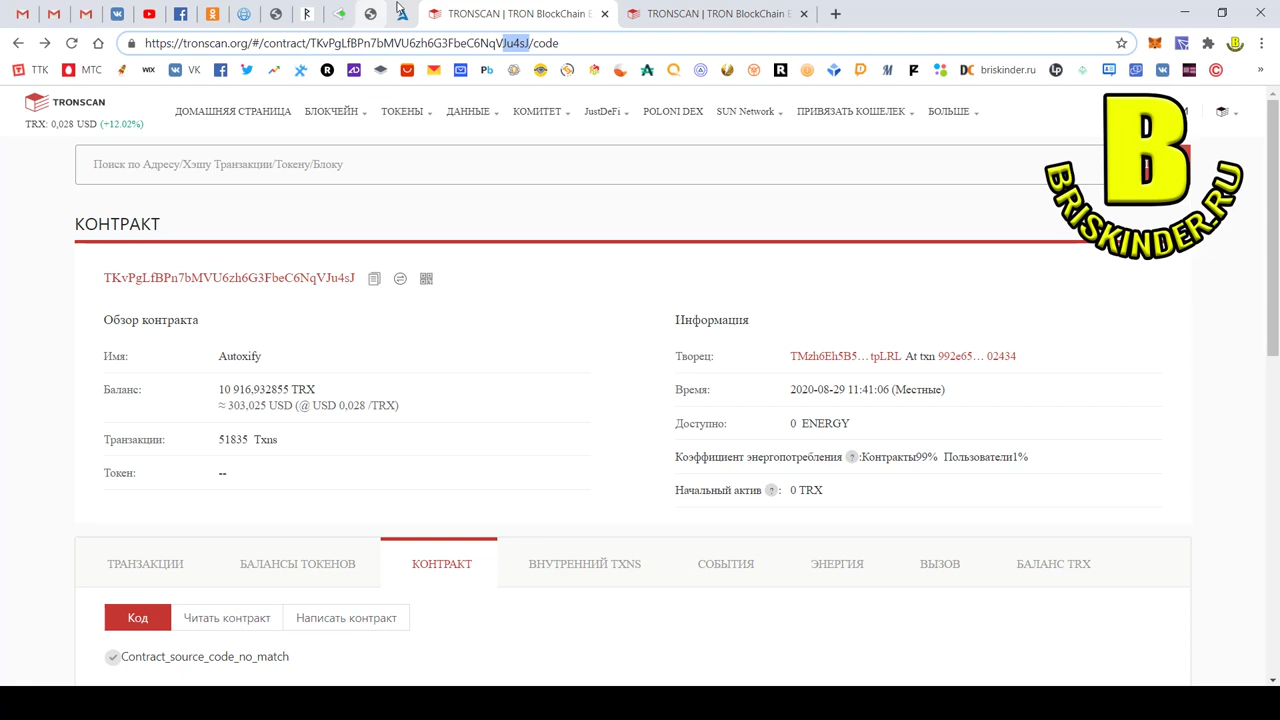 TRONSCAN | TRON BlockChain E
TRONSCAN | TRON BlockChain E
https://tronscan.org/#/contract/TKvPgLfBPn7bMVU6zh6G3FbeC6NqVJu4sJ/code
ТТК МТС WIX VK Pb DC briskinder.ru
TRONSCAN
TRX: 0,028 USD (+12.02%)
ДОМАШНЯЯ СТРАНИЦА БЛОКЧЕЙН ТОКЕНЫ ДАННЫЕ КОМИТЕТ JustDeFi POLONI DEX SUN Network ПРИВЯЗАТЬ КОШЕЛЕК БОЛЬШЕ
Поиск по Адресу/Хэшу Транзакции/Токену/Блоку
B
BRISKINDER.RU
КОНТРАКТ
TKvPgLfBPn7bMVU6zh6G3FbeC6NqVJu4sJ
Обзор контракта
Имя: Autoxify
Баланс: 10 916,932855 TRX
≈ 303,025 USD (@ USD 0,028 /TRX)
Транзакции: 51835 Txns
Токен: --
Информация
Творец: TMzh6Eh5B5… tpLRL At txn 992e65… 02434
Время: 2020-08-29 11:41:06 (Местные)
Доступно: 0 ENERGY
Коэффициент энергопотребления ? :Контракты99% Пользователи1%
Начальный актив ? : 0 TRX
ТРАНЗАКЦИИ БАЛАНСЫ ТОКЕНОВ КОНТРАКТ ВНУТРЕННИЙ TXNS СОБЫТИЯ ЭНЕРГИЯ ВЫЗОВ БАЛАНС TRX
Код Читать контракт Написать контракт
Contract_source_code_no_match